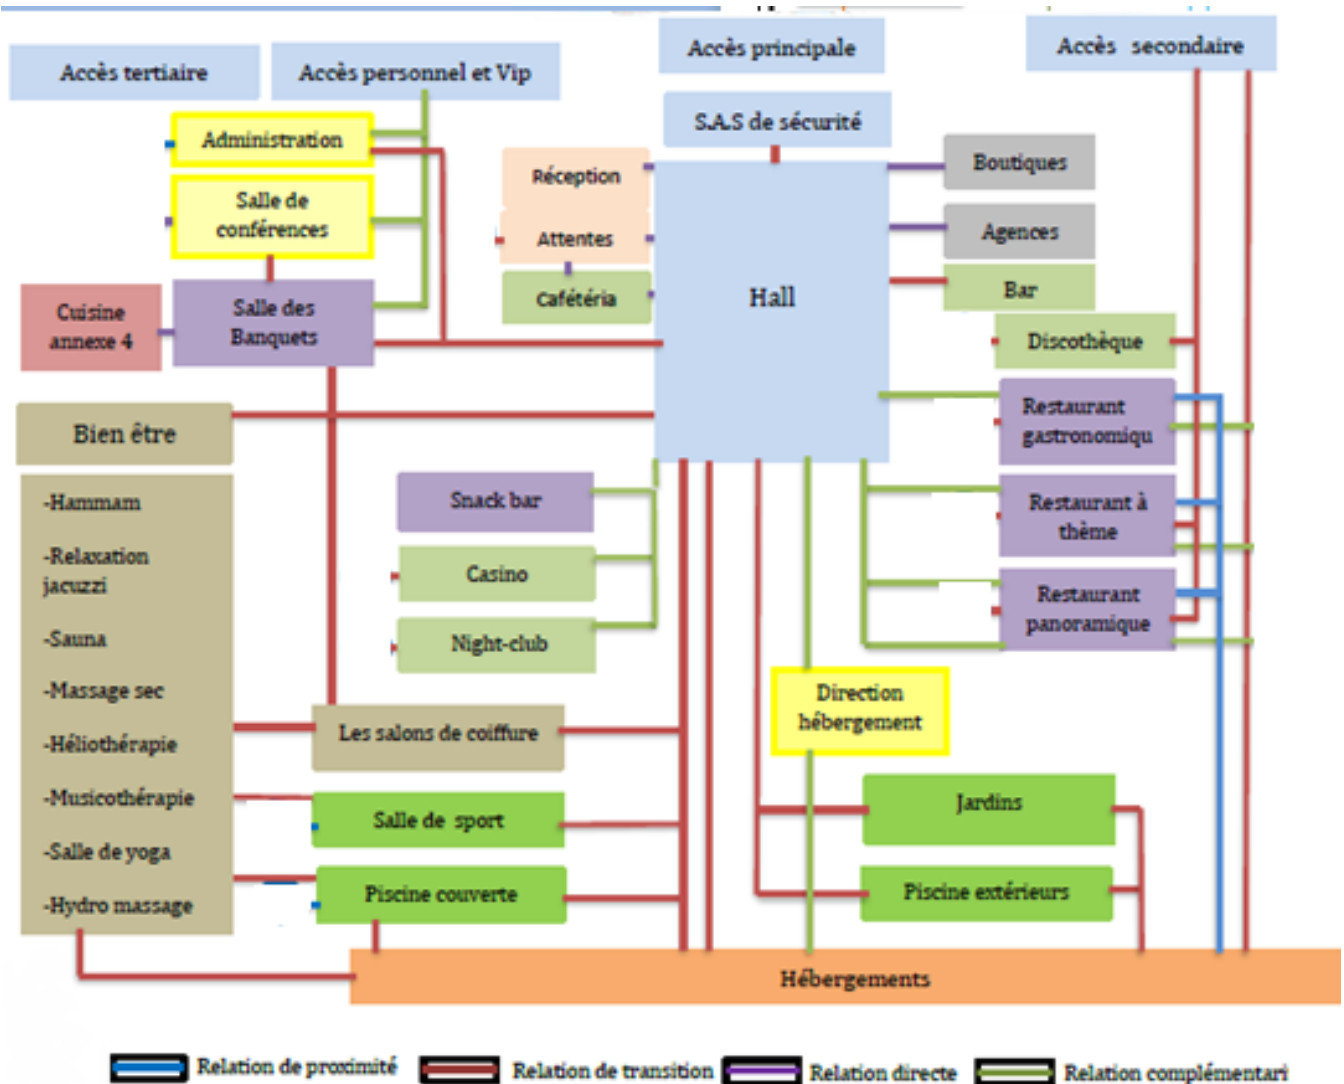 Accès principale
Accès secondaire
Accès tertiaire
Accès personnel et Vip
S.A.S de sécurité
Administration
Réception
Boutiques
Salle de
conférences
Attentes
Agences
Cafétéria
Hall
Bar
Cuisine
annexe 4
Salle des
Banquets
Discothèque
Bien être
Restaurant
gastronomiqu
Snack bar
Restaurant à
thème
-Hammam
-Relaxation
jacuzzi
-Sauna
-Massage sec
-Héliothérapie
-Musicothérapie
-Salle de yoga
-Hydro massage
Casino
Restaurant
panoramique
Night-club
Direction
hébergement
Les salons de coiffure
Jardins
Salle de sport
Piscine couverte
Piscine extérieurs
Hébergements
Relation de proximité
Relation de transition
Relation directe
Relation complémentari